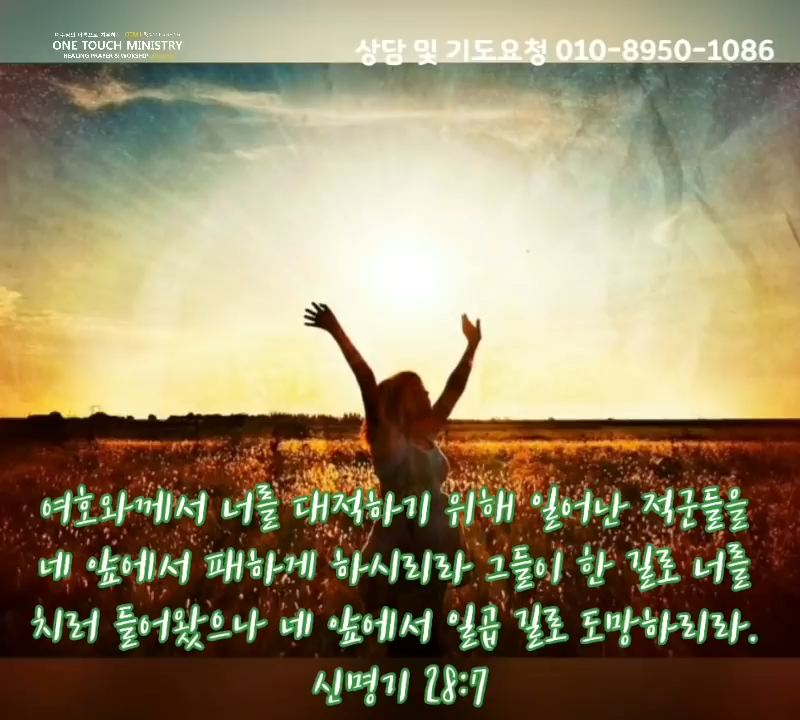 ONE TOUCH MINISTRY
HEALING PRAYER & WORSHIP
상담 및 기도요청 010-8950-1086
여호와께서 너를 대적하기 위해 일어난 적군들을
네 앞에서 패하게 하시리라 그들이 한 길로 너를
치러 들어왔으나 네 앞에서 일곱 길로 도망하리라.
신명기 28:7